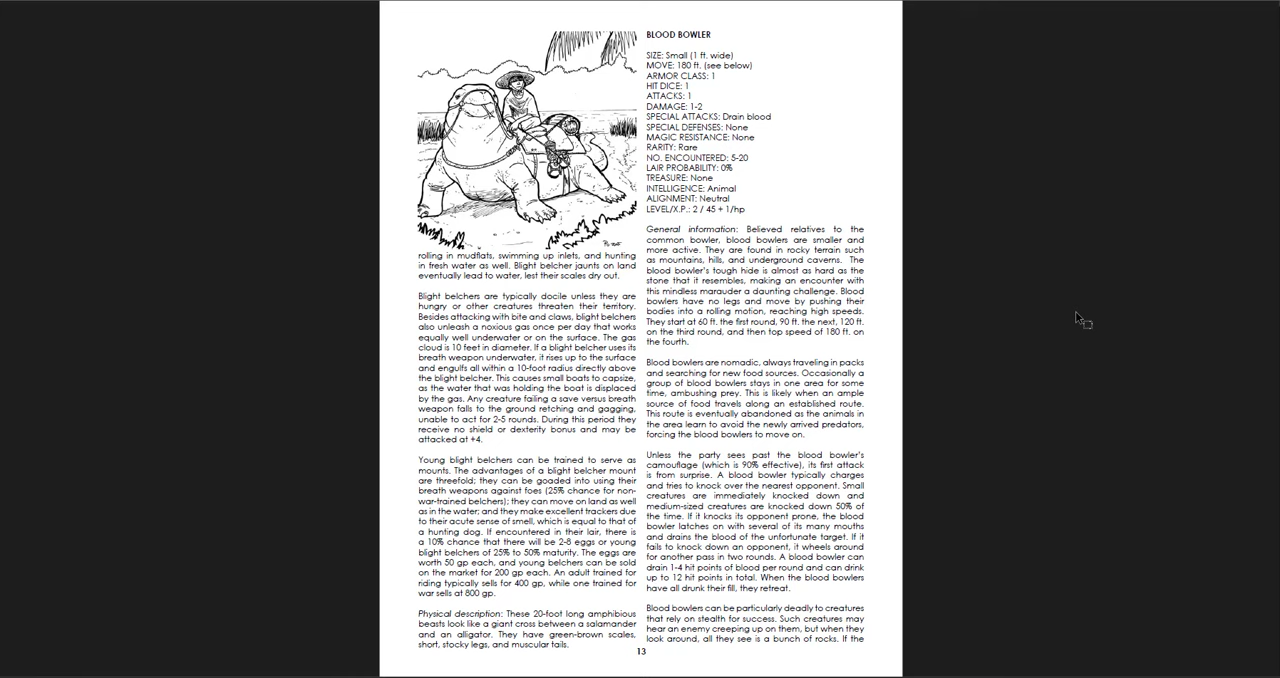 rolling in mudflats, swimming up inlets, and hunting
in fresh water as well. Blight belcher jaunts on land
eventually lead to water, lest their scales dry out.
Blight belchers are typically docile unless they are
hungry or other creatures threaten their territory.
Besides attacking with bite and claws, blight belchers
also unleash a noxious gas once per day that works
equally well underwater or on the surface. The gas
cloud is 10 feet in diameter. If a blight belcher uses its
breath weapon underwater, it rises up to the surface
and engulfs all within a 10-foot radius directly above
the blight belcher. This causes small boats to capsize,
as the water that was holding the boat is displaced
by the gas. Any creature failing a save versus breath
weapon falls to the ground retching and gagging,
unable to act for 2-5 rounds. During this period they
receive no shield or dexterity bonus and may be
attacked at +4.
Young blight belchers can be trained to serve as
mounts. The advantages of a blight belcher mount
are threefold; they can be goaded into using their
breath weapons against foes (25% chance for non-
war-trained belchers); they can move on land as well
as in the water; and they make excellent trackers due
to their acute sense of smell, which is equal to that of
a hunting dog. If encountered in their lair, there is
a 10% chance that there will be 2-8 eggs or young
blight belchers of 25% to 50% maturity. The eggs are
worth 50 gp each, and young belchers can be sold
on the market for 200 gp each. An adult trained for
riding typically sells for 400 gp, while one trained for
war sells at 800 gp.
Physical description: These 20-foot long amphibious
beasts look like a giant cross between a salamander
and an alligator. They have green-brown scales,
short, stocky legs, and muscular tails.
BLOOD BOWLER
SIZE: Small (1 ft. wide)
MOVE: 180 ft. (see below)
ARMOR CLASS: 1
HIT DICE: 1
ATTACKS: 1
DAMAGE: 1-2
SPECIAL ATTACKS: Drain blood
SPECIAL DEFENSES: None
MAGIC RESISTANCE: None
RARITY: Rare
NO. ENCOUNTERED: 5-20
LAIR PROBABILITY: 0%
TREASURE: None
INTELLIGENCE: Animal
ALIGNMENT: Neutral
LEVEL/X.P.: 2 / 45 + 1/hp
General information: Believed relatives to the
common bowler, blood bowlers are smaller and
more active. They are found in rocky terrain such
as mountains, hills, and underground caverns. The
blood bowler's tough hide is almost as hard as the
stone that it resembles, making an encounter with
this mindless marauder a daunting challenge. Blood
bowlers have no legs and move by pushing their
bodies into a rolling motion, reaching high speeds.
They start at 60 ft. the first round, 90 ft. the next, 120 ft.
on the third round, and then top speed of 180 ft. on
the fourth.
Blood bowlers are nomadic, always traveling in packs
and searching for new food sources. Occasionally a
group of blood bowlers stays in one area for some
time, ambushing prey. This is likely when an ample
source of food travels along an established route.
This route is eventually abandoned as the animals in
the area learn to avoid the newly arrived predators,
forcing the blood bowlers to move on.
Unless the party sees past the blood bowler's
camouflage (which is 90% effective), its first attack
is from surprise. A blood bowler typically charges
and tries to knock over the nearest opponent. Small
creatures are immediately knocked down and
medium-sized creatures are knocked down 50% of
the time. If it knocks its opponent prone, the blood
bowler latches on with several of its many mouths
and drains the blood of the unfortunate target. If it
fails to knock down an opponent, it wheels around
for another pass in two rounds. A blood bowler can
drain 1-4 hit points of blood per round and can drink
up to 12 hit points in total. When the blood bowlers
have all drunk their fill, they retreat.
Blood bowlers can be particularly deadly to creatures
that rely on stealth for success. Such creatures may
hear an enemy creeping up on them, but when they
look around, all they see is a bunch of rocks. If the
13